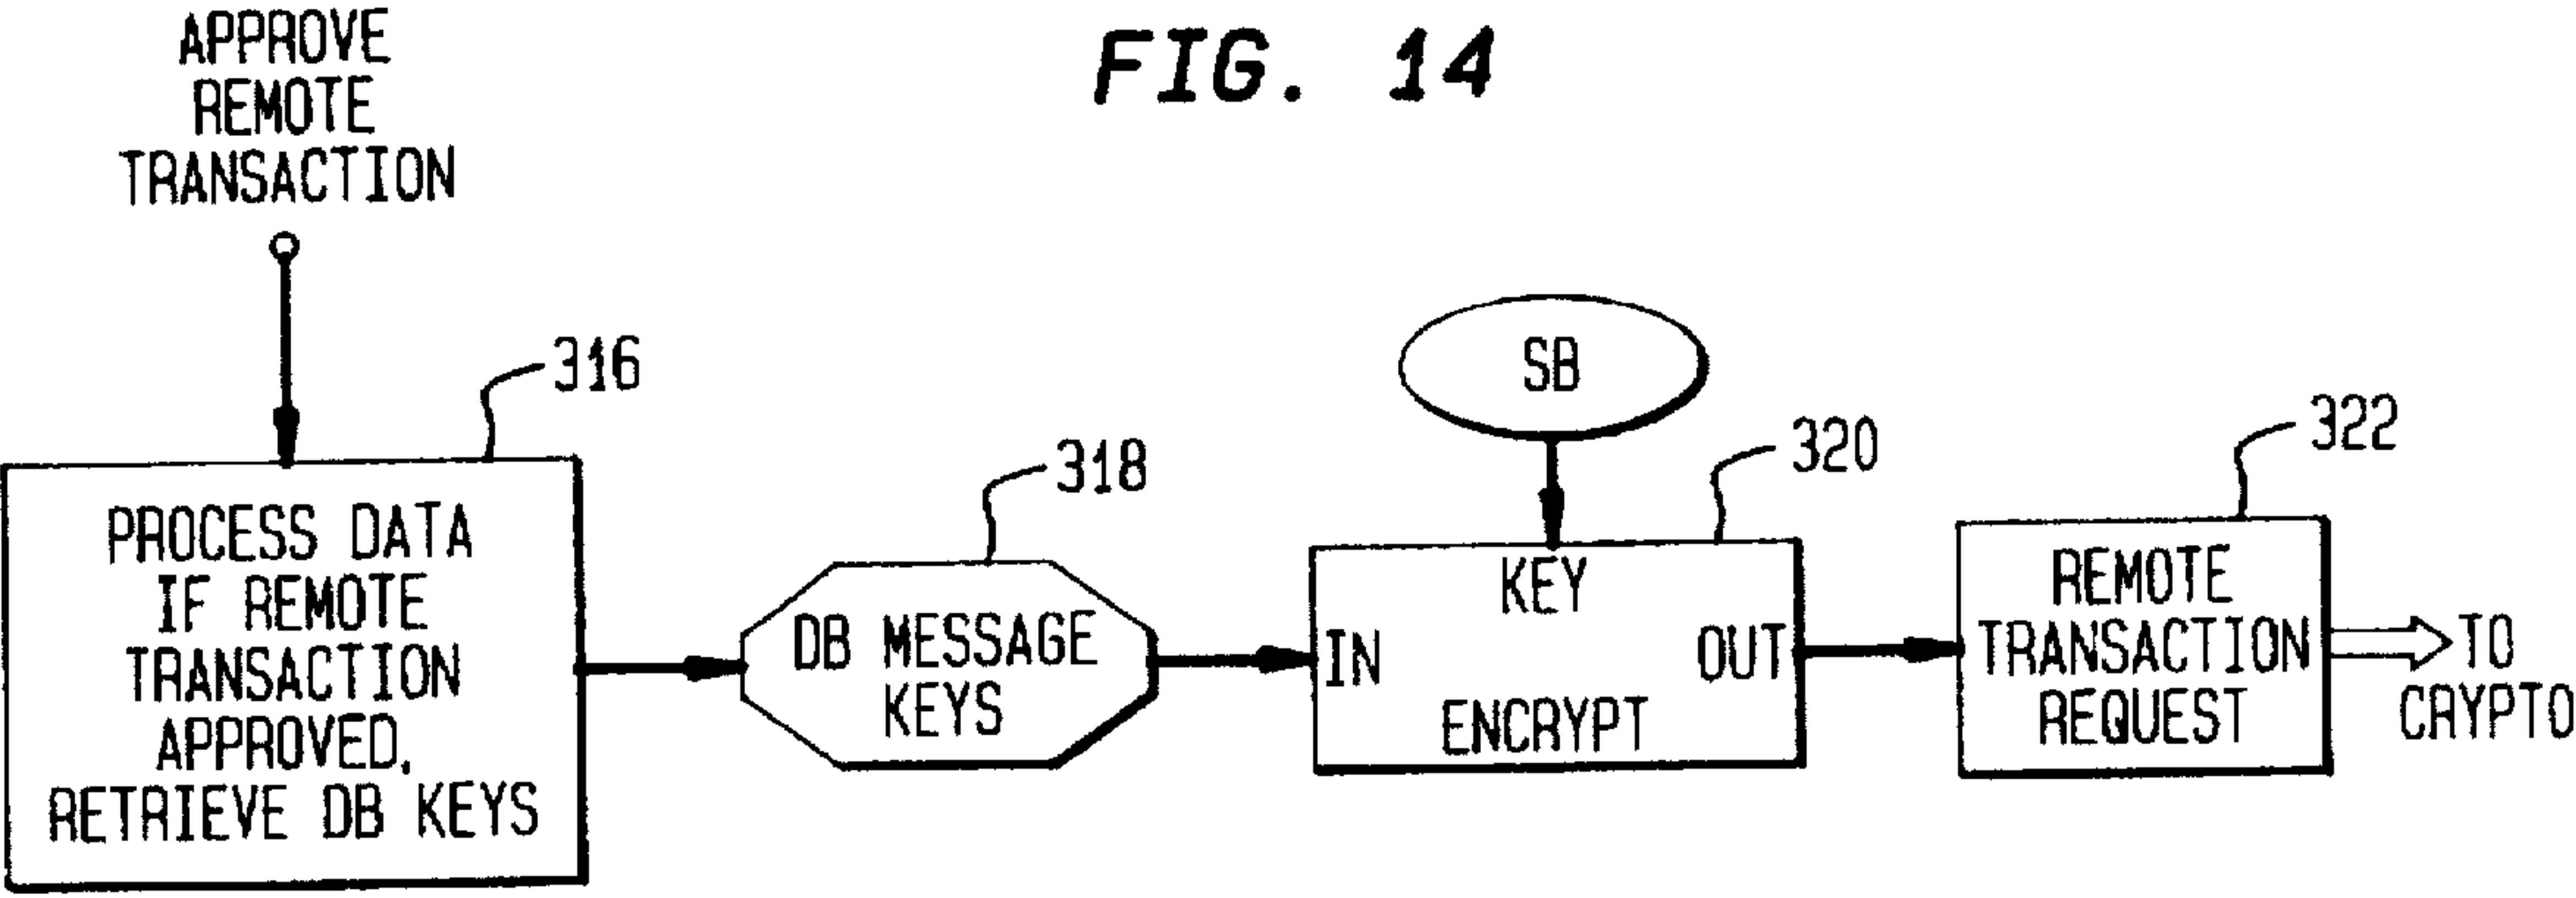 FIG. 14
APPROVE
REMOTE
TRANSACTION
316
PROCESS DATA
IF REMOTE
TRANSACTION
APPROVED,
RETRIEVE DB KEYS
318
DB MESSAGE
KEYS
SB
320
KEY
IN
OUT
ENCRYPT
322
REMOTE
TRANSACTION
REQUEST
TO
CRYPTO